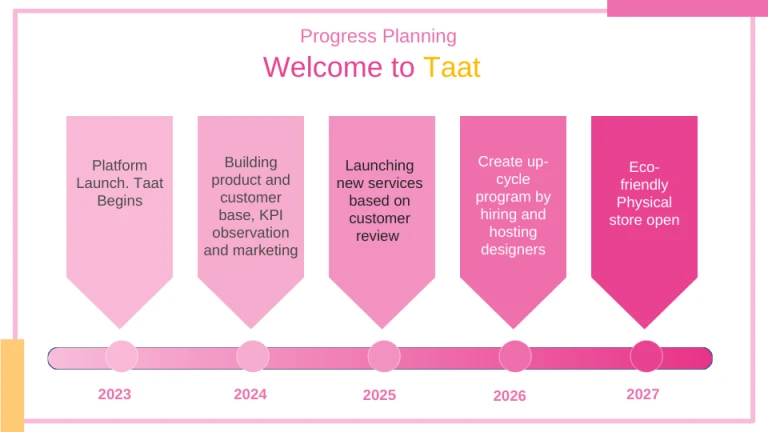 Progress Planning
Welcome to Taat
Platform
Launch. Taat
Begins
Building
product and
customer
base, KPI
observation
and marketing
Launching
new services
based on
customer
review
Create up-
cycle
program by
hiring and
hosting
designers
Eco-
friendly
Physical
store open
2023
2024
2025
2026
2027